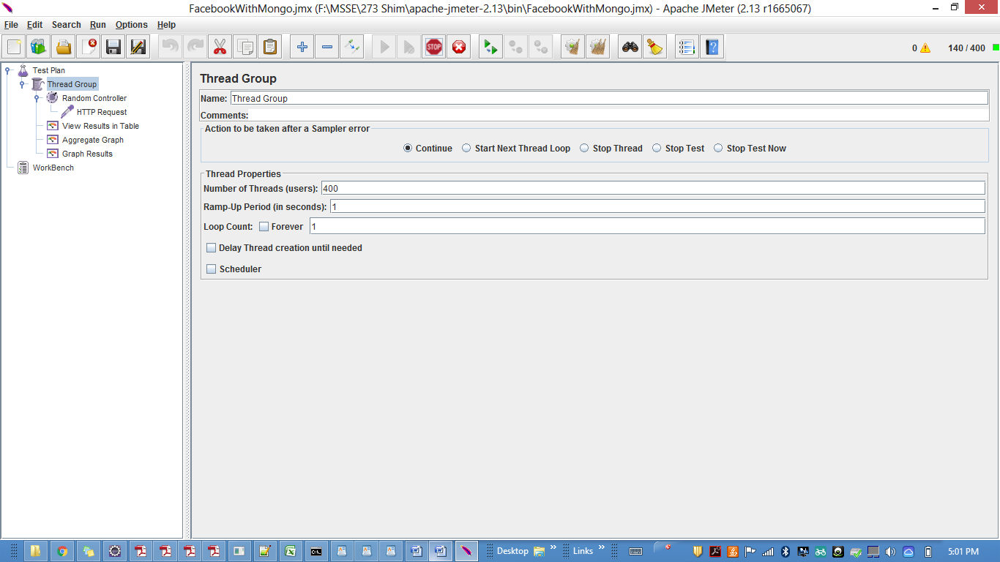 FacebookWithMongo.jmx (F:\MSSE\273 Shim\apache-jmeter-2.13\bin\FacebookWithMongo.jmx) - Apache JMeter (2.13 r1665067)
File Edit Search Run Options Help
STOP 0 140 / 400
Test Plan
Thread Group
Random Controller
HTTP Request
View Results in Table
Aggregate Graph
Graph Results
WorkBench
Thread Group
Name: Thread Group
Comments:
Action to be taken after a Sampler error
Continue Start Next Thread Loop Stop Thread Stop Test Stop Test Now
Thread Properties
Number of Threads (users): 400
Ramp-Up Period (in seconds): 1
Loop Count: Forever 1
Delay Thread creation until needed
Scheduler
Desktop » Links » 5:01 PM